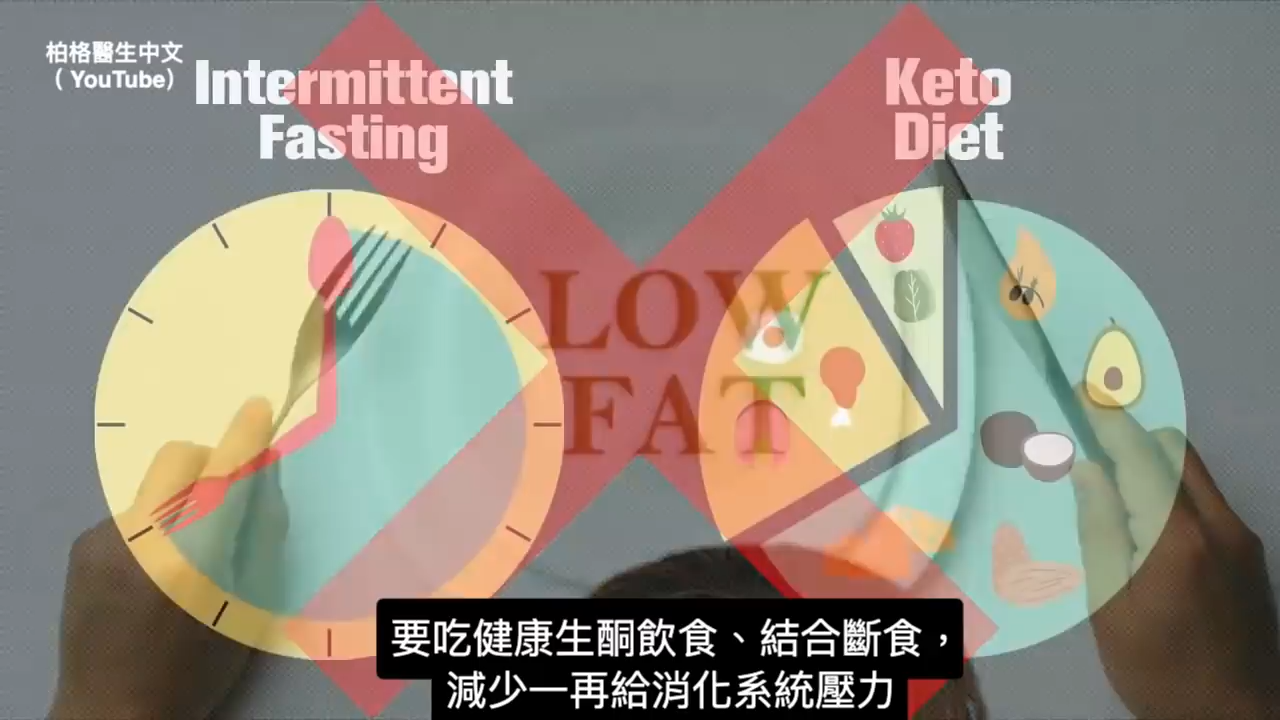 柏格醫生中文
（ YouTube）
Intermittent
Fasting
Keto
Diet
LOW
FAT
要吃健康生酮飲食、結合斷食，
減少一再給消化系統壓力